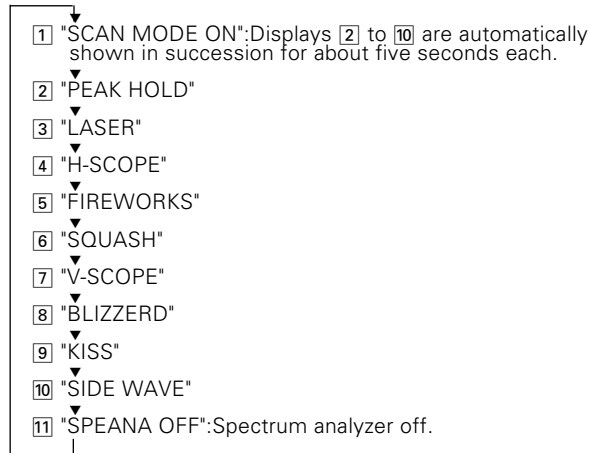 1 "SCAN MODE ON":Displays 2 to 10 are automatically
shown in succession for about five seconds each.
2 "PEAK HOLD"
3 "LASER"
4 "H-SCOPE"
5 "FIREWORKS"
6 "SQUASH"
7 "V-SCOPE"
8 "BLIZZERD"
9 "KISS"
10 "SIDE WAVE"
11 "SPEANA OFF":Spectrum analyzer off.